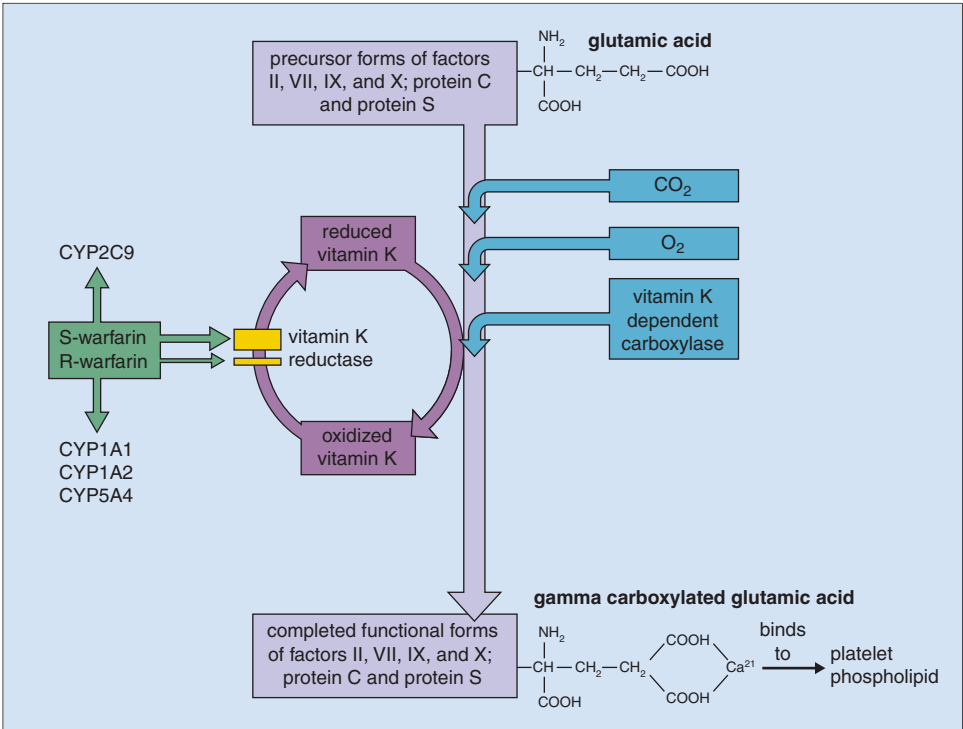 precursor forms of factors
II, VII, IX, and X; protein C
and protein S
NH2
glutamic acid
CH — CH2 — CH2 — COOH
COOH
CO2
O2
vitamin K
dependent
carboxylase
reduced
vitamin K
CYP2C9
S-warfarin
R-warfarin
vitamin K
reductase
oxidized
vitamin K
CYP1A1
CYP1A2
CYP5A4
gamma carboxylated glutamic acid
completed functional forms
of factors II, VII, IX, and X;
protein C and protein S
NH2
COOH
CH — CH2 — CH2
Ca21
COOH
COOH
binds
to
platelet
phospholipid